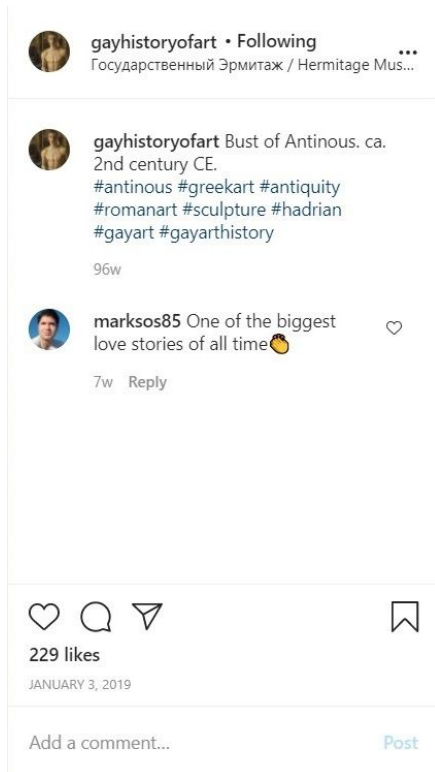 gayhistoryofart • Following
Государственный Эрмитаж / Hermitage Mus...
gayhistoryofart Bust of Antinous. ca.
2nd century CE.
#antinous #greekart #antiquity
#romanart #sculpture #hadrian
#gayart #gayarthistory
96w
marksos85 One of the biggest
love stories of all time👏
7w Reply
229 likes
JANUARY 3, 2019
Add a comment... Post